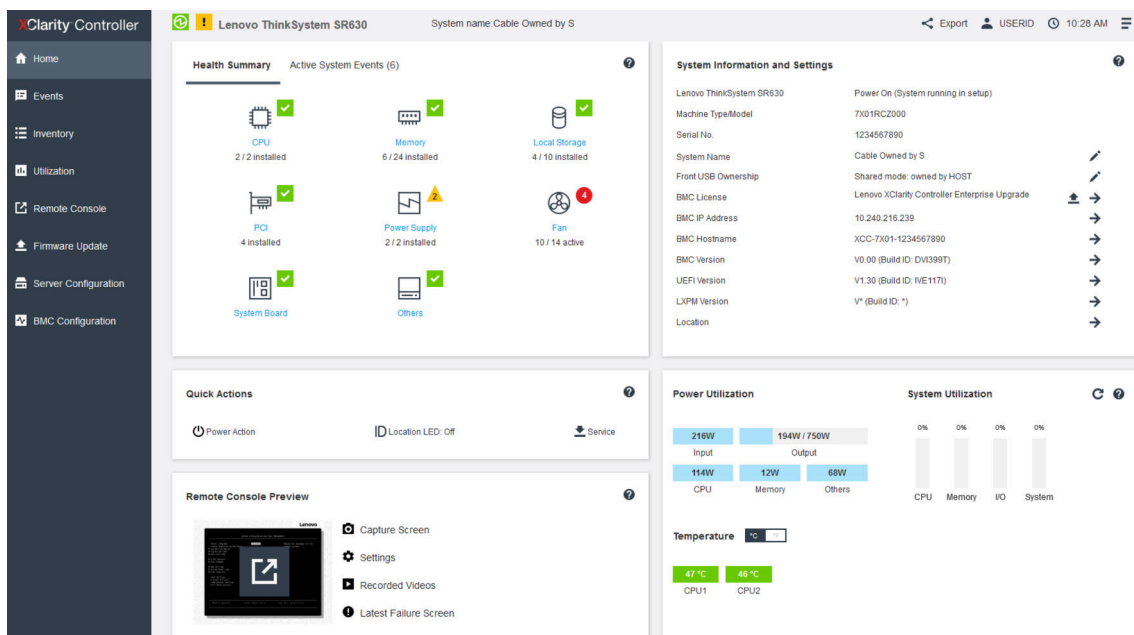 XClarity Controller
Lenovo ThinkSystem SR630
System name:Cable Owned by S
Export
USERID
10:28 AM
Home
Events
Inventory
Utilization
Remote Console
Firmware Update
Server Configuration
BMC Configuration
Health Summary
Active System Events (6)
CPU
2 / 2 installed
Memory
6 / 24 installed
Local Storage
4 / 10 installed
PCI
4 installed
2
Power Supply
2 / 2 installed
4
Fan
10 / 14 active
System Board
Others
System Information and Settings
Lenovo ThinkSystem SR630 Power On (System running in setup)
Machine Type/Model 7X01RCZ000
Serial No. 1234567890
System Name Cable Owned by S
Front USB Ownership Shared mode: owned by HOST
BMC License Lenovo XClarity Controller Enterprise Upgrade
BMC IP Address 10.240.216.239
BMC Hostname XCC-7X01-1234567890
BMC Version V0.00 (Build ID: DVI399T)
UEFI Version V1.30 (Build ID: IVE117I)
LXPM Version V* (Build ID: *)
Location
Quick Actions
Power Action
Location LED: Off
Service
Remote Console Preview
Lenovo
Capture Screen
Settings
Recorded Videos
Latest Failure Screen
Power Utilization
216W 194W / 750W
Input Output
114W 12W 68W
CPU Memory Others
System Utilization
0% 0% 0% 0%
CPU Memory I/O System
Temperature °C °F
47 °C 46 °C
CPU1 CPU2